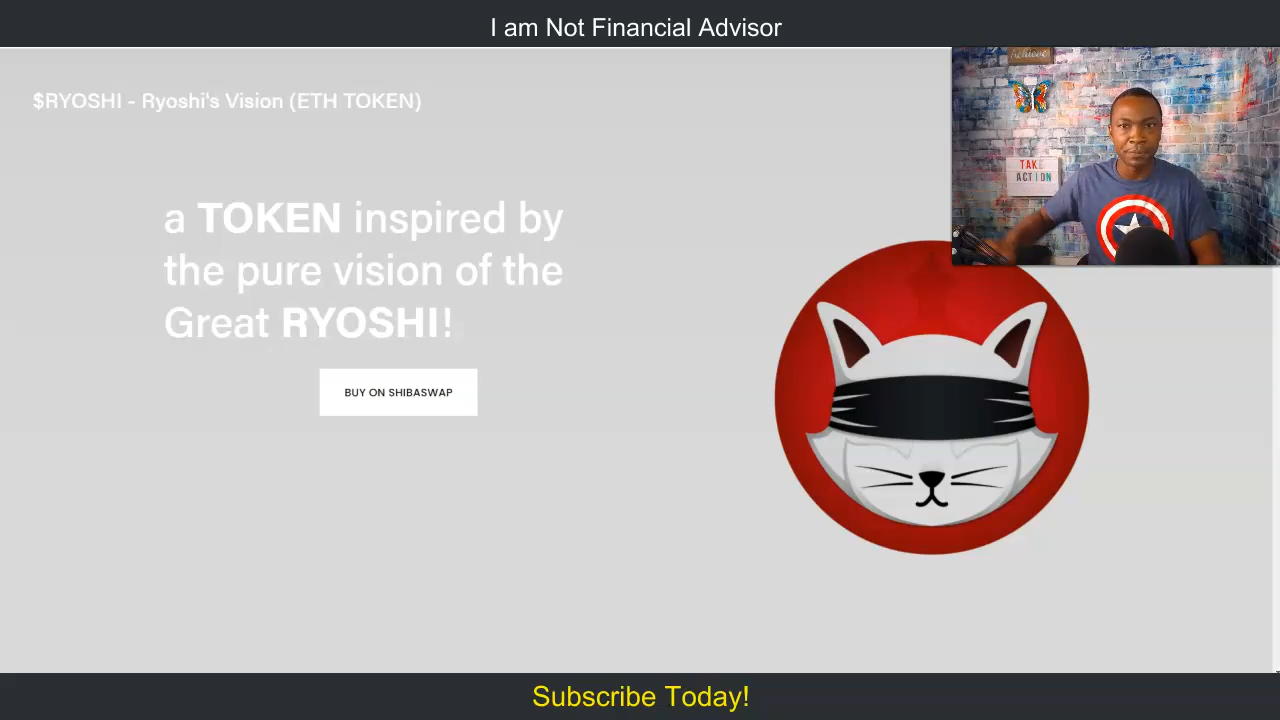 I am Not Financial Advisor
$RYOSHI - Ryoshi's Vision (ETH TOKEN)
Achieve
TAKE
ACTION
a TOKEN inspired by
the pure vision of the
Great RYOSHI!
BUY ON SHIBASWAP
Subscribe Today!